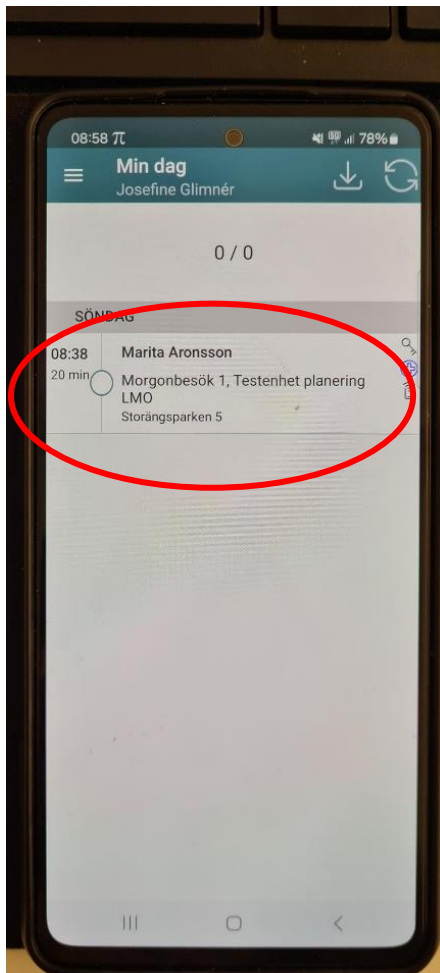 08:58 π 78%
Min dag
Josefine Glimnér
0 / 0
SÖNDAG
08:38 Marita Aronsson
20 min Morgonbesök 1, Testenhet planering
LMO
Storängsparken 5